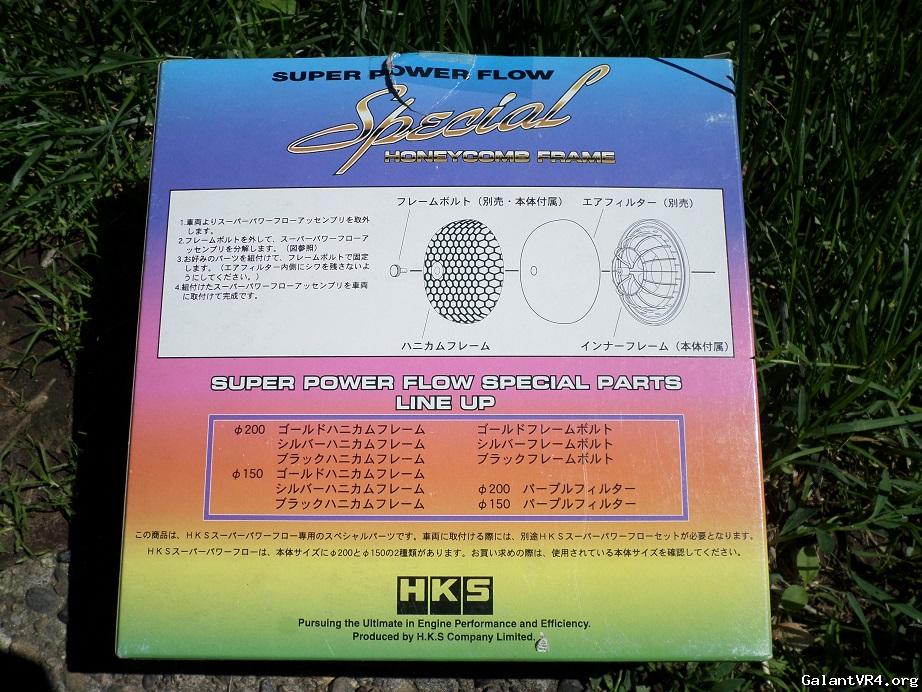 SUPER POWER FLOW
Special
HONEYCOMB FRAME
フレームボルト（別売・本体付属）
エアフィルター（別売）
1.車両よりスーパーパワーフローアッセンブリを取外
します。
2.フレームボルトを外して、スーパーパワーフローア
ッセンブリを分解します。（図参照）
3.お好みのパーツを組付けて、フレームボルトで固定
します。（エアフィルター内側にシワを残さないよ
うにしてください。）
4.組付けたスーパーパワーフローアッセンブリを車両
に取付けて完成です。
ハニカムフレーム
インナーフレーム（本体付属）
SUPER POWER FLOW SPECIAL PARTS
LINE UP
φ200 ゴールドハニカムフレーム ゴールドフレームボルト
シルバーハニカムフレーム シルバーフレームボルト
ブラックハニカムフレーム ブラックフレームボルト
φ150 ゴールドハニカムフレーム
シルバーハニカムフレーム φ200 パープルフィルター
ブラックハニカムフレーム φ150 パープルフィルター
この商品は、HKSスーパーパワーフロー専用のスペシャルパーツです。車両に取付ける際には、別途HKSスーパーパワーフローセットが必要となります。
HKSスーパーパワーフローは、本体サイズにφ200とφ150の2種類があります。お買い求めの際は、使用されている本体サイズを確認してください。
HKS
Pursuing the Ultimate in Engine Performance and Efficiency.
Produced by H.K.S Company Limited.
GalantVR4.org